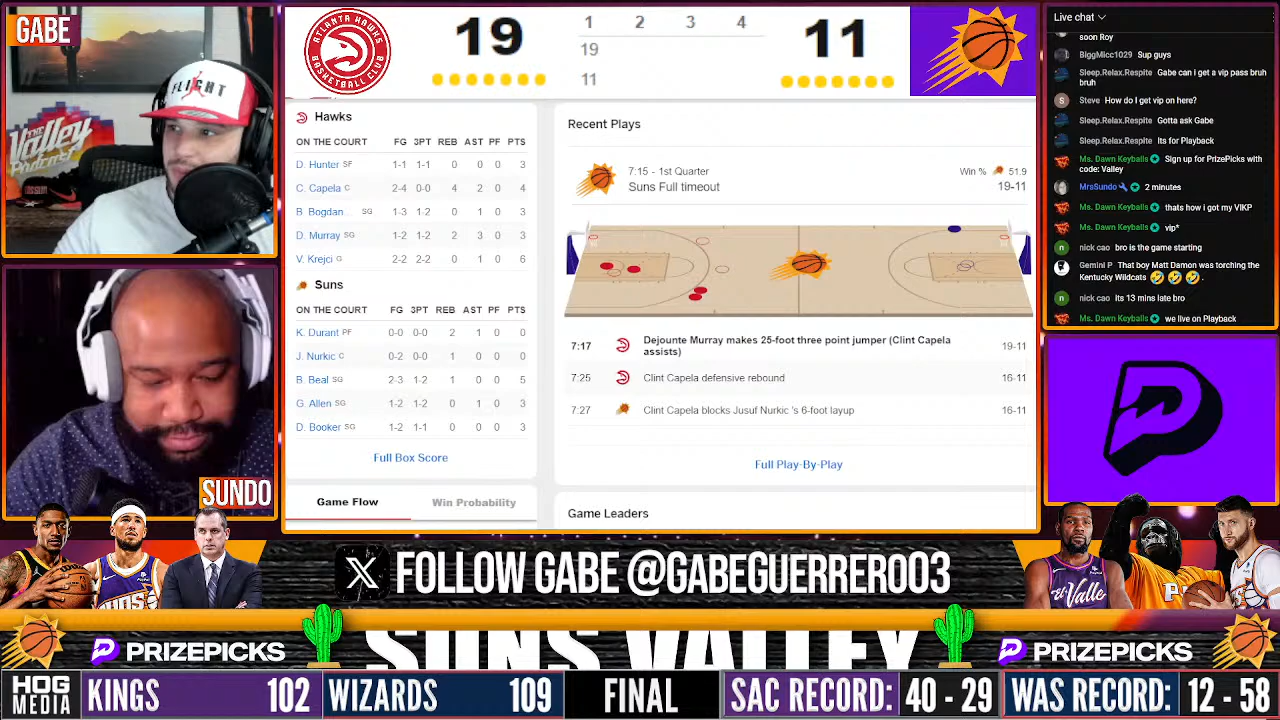 GABE
FLIGHT
THE
Valley
PODCAST
SUNDO
ATLANTA HAWKS
BASKETBALL CLUB
19
1 2 3 4
19
11
11
Hawks
ON THE COURT FG 3PT REB AST PF PTS
D. Hunter SF 1-1 1-1 0 0 0 3
C. Capela C 2-4 0-0 4 2 0 4
B. Bogdan... SG 1-3 1-2 0 1 0 3
D. Murray SG 1-2 1-2 2 3 0 3
V. Krejci G 2-2 2-2 0 1 0 6
Suns
ON THE COURT FG 3PT REB AST PF PTS
K. Durant PF 0-0 0-0 2 1 0 0
J. Nurkic C 0-2 0-0 1 0 0 0
B. Beal SG 2-3 1-2 1 0 0 5
G. Allen SG 1-2 1-2 0 1 0 3
D. Booker SG 1-2 1-1 0 0 0 3
Full Box Score
Game Flow
Win Probability
Recent Plays
7:15 - 1st Quarter
Suns Full timeout
Win % 51.9
19-11
7:17 Dejounte Murray makes 25-foot three point jumper (Clint Capela
assists) 19-11
7:25 Clint Capela defensive rebound 16-11
7:27 Clint Capela blocks Jusuf Nurkic 's 6-foot layup 16-11
Full Play-By-Play
Game Leaders
Live chat
soon Roy
BiggMicc1029 Sup guys
Sleep.Relax.Respite Gabe can i get a vip pass bruh
bruh
Steve How do I get vip on here?
Sleep.Relax.Respite Gotta ask Gabe
Sleep.Relax.Respite Its for Playback
Ms. Dawn Keyballs Sign up for PrizePicks with
code: Valley
MrsSundo 2 minutes
Ms. Dawn Keyballs thats how i got my VIKP
Ms. Dawn Keyballs vip*
nick cao bro is the game starting
Gemini P That boy Matt Damon was torching the
Kentucky Wildcats 🤣🤣🤣.
nick cao its 13 mins late bro
Ms. Dawn Keyballs we live on Playback
FOLLOW GABE @GABEGUERRERO03
PRIZEPICKS
SUNS VALLEY
PRIZEPICKS
HOG
MEDIA
KINGS 102 WIZARDS 109 FINAL SAC RECORD: 40 - 29 WAS RECORD: 12 - 58